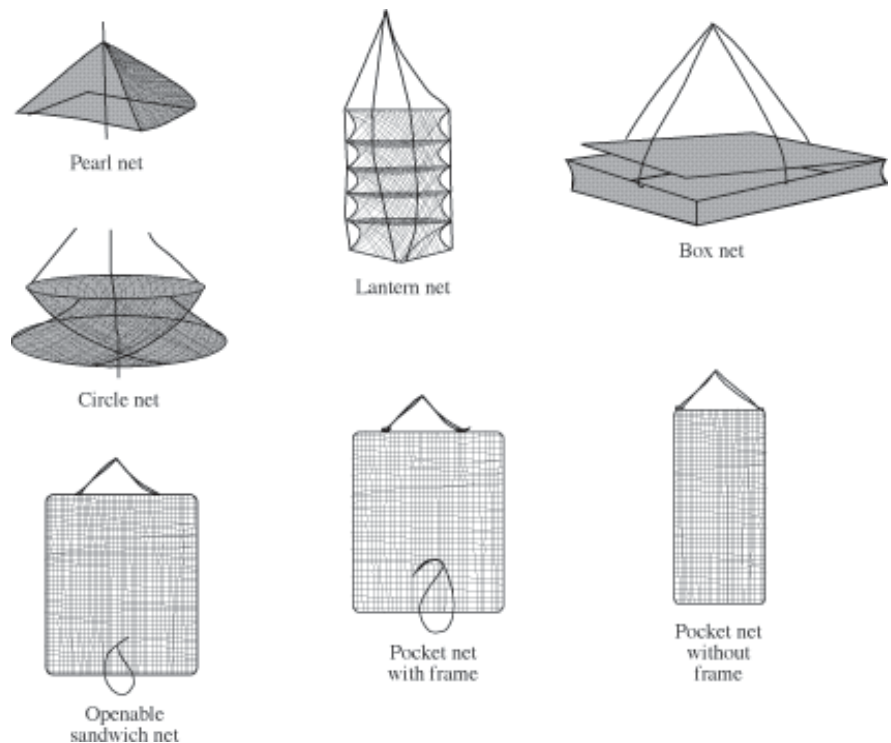 Pearl net
Lantern net
Box net
Circle net
Openable
sandwich net
Pocket net
with frame
Pocket net
without
frame